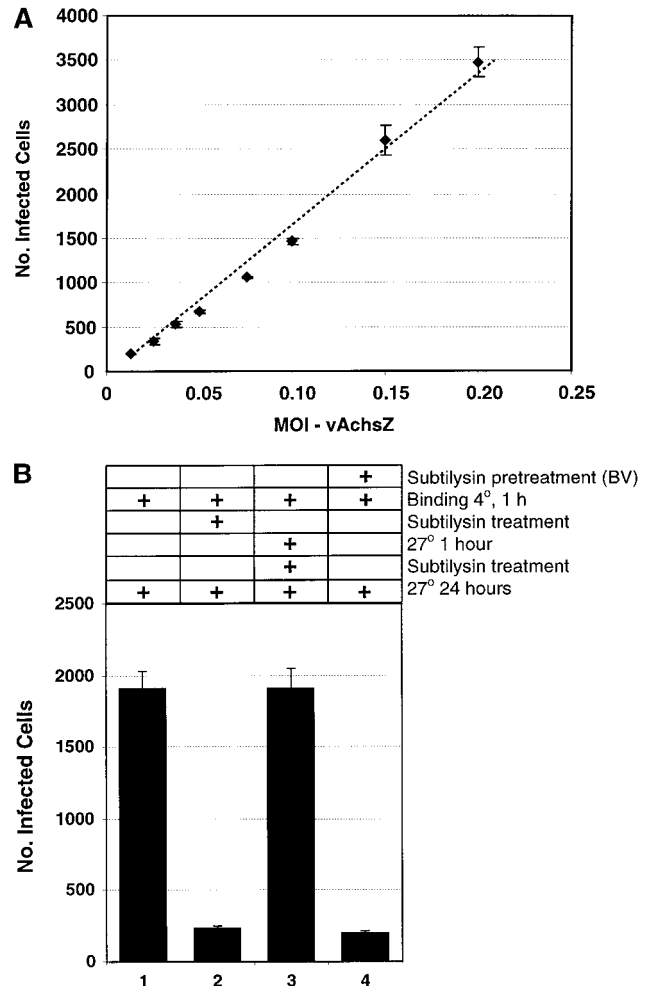 A
4000
3500
3000
2500
2000
1500
1000
500
0
No. Infected Cells
0 0.05 0.10 0.15 0.20 0.25
MOI - vAchsZ
B
+ Subtilysin pretreatment (BV)
+ + + + Binding 4°, 1 h
+ Subtilysin treatment
+ 27° 1 hour
+ Subtilysin treatment
+ + + + 27° 24 hours
2500
2000
1500
1000
500
0
No. Infected Cells
1 2 3 4